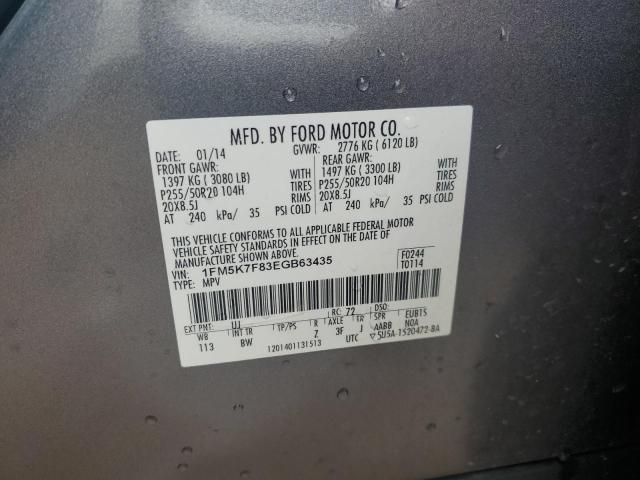 MFD. BY FORD MOTOR CO.
DATE: 01/14 GVWR: 2776 KG ( 6120 LB)
FRONT GAWR: REAR GAWR:
1397 KG ( 3080 LB) WITH 1497 KG ( 3300 LB) WITH
P255/50R20 104H TIRES P255/50R20 104H TIRES
20X8.5J RIMS 20X8.5J RIMS
AT 240 kPa/ 35 PSI COLD AT 240 kPa/ 35 PSI COLD
THIS VEHICLE CONFORMS TO ALL APPLICABLE FEDERAL MOTOR
VEHICLE SAFETY STANDARDS IN EFFECT ON THE DATE OF
MANUFACTURE SHOWN ABOVE.
VIN: 1FM5K7F83EGB63435 F0244
TYPE: MPV T0114
EXT PNT: UJ RC: 72 DSO:
WB INT TR TP/PS R AXLE TR SPR EUBTS
113 BW Z 3F J AABB NOA
1201401131513 UTC ▽5U5A-1520472-BA